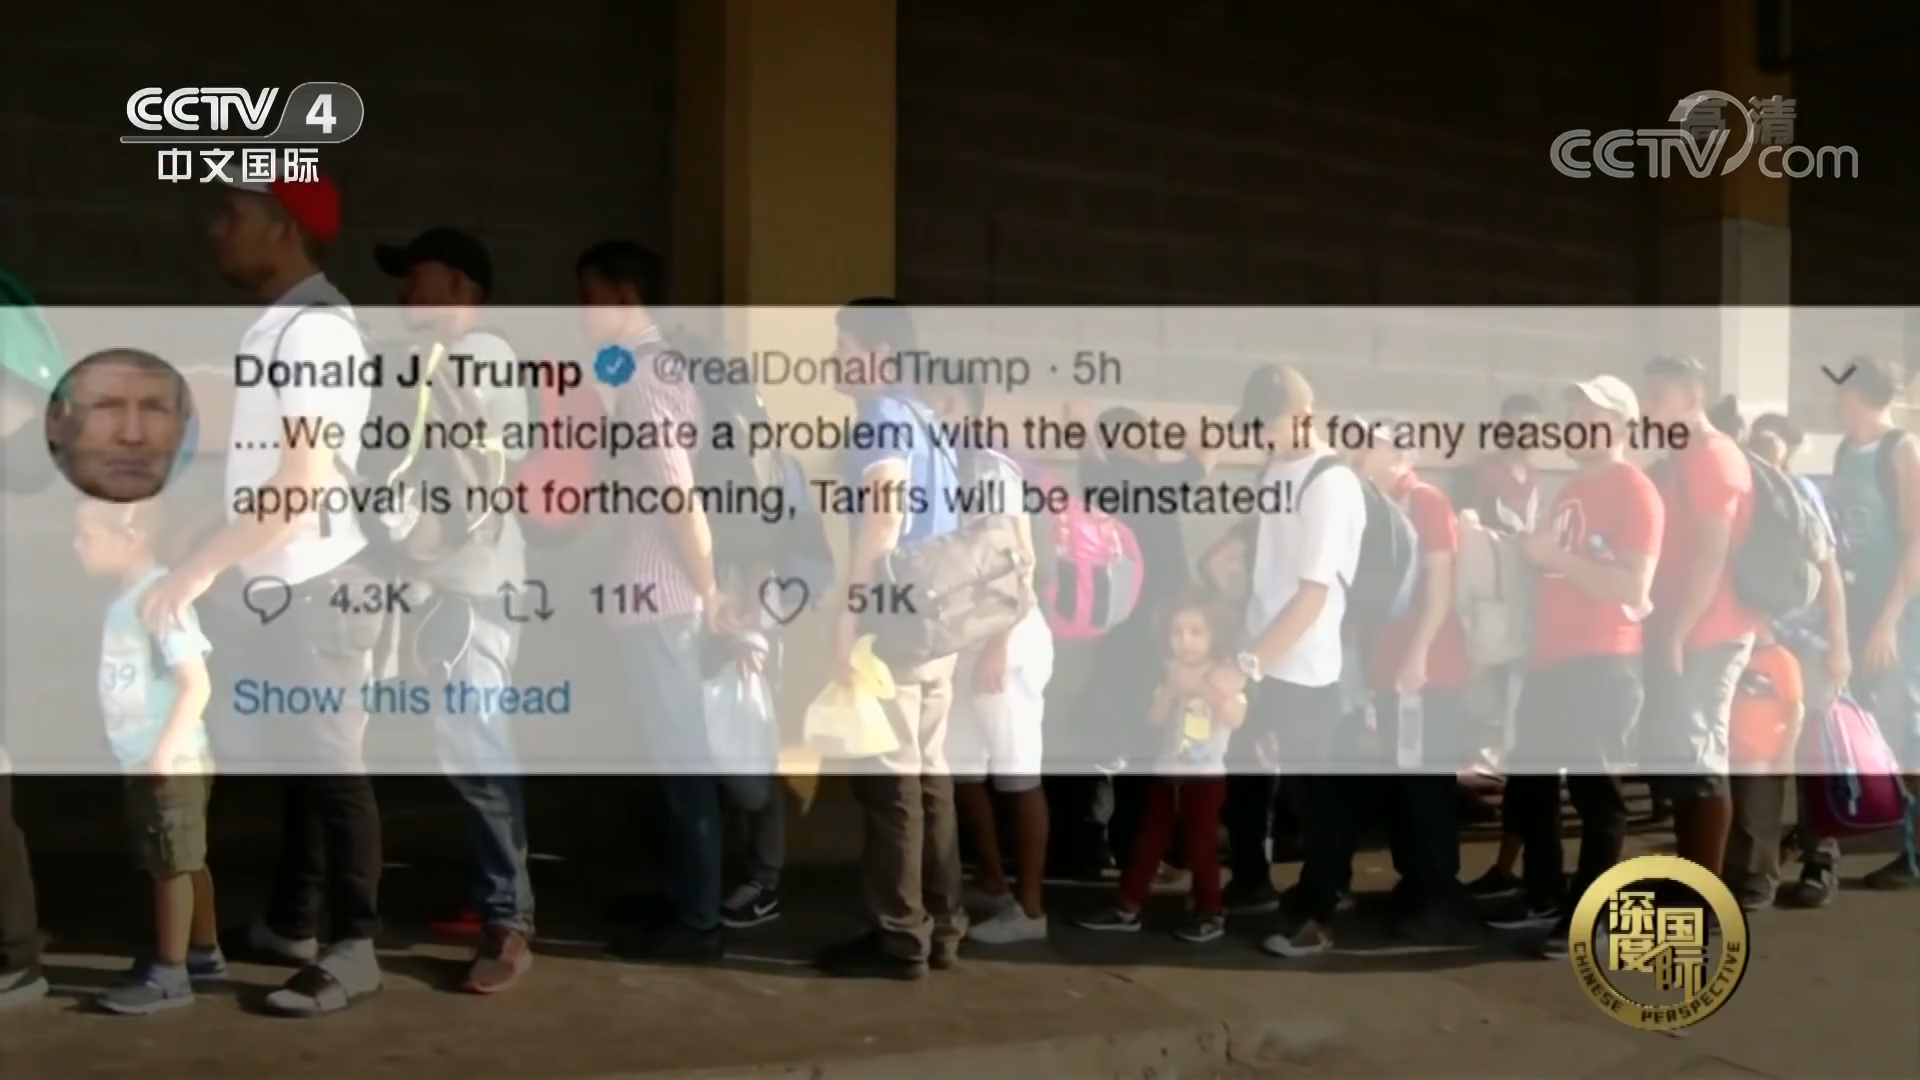 CCTV 4
中文国际
高清
CCTV.com
Donald J. Trump @realDonaldTrump · 5h
....We do not anticipate a problem with the vote but, if for any reason the
approval is not forthcoming, Tariffs will be reinstated!
4.3K 11K 51K
Show this thread
39
深度国际
CHINESE PERSPECTIVE